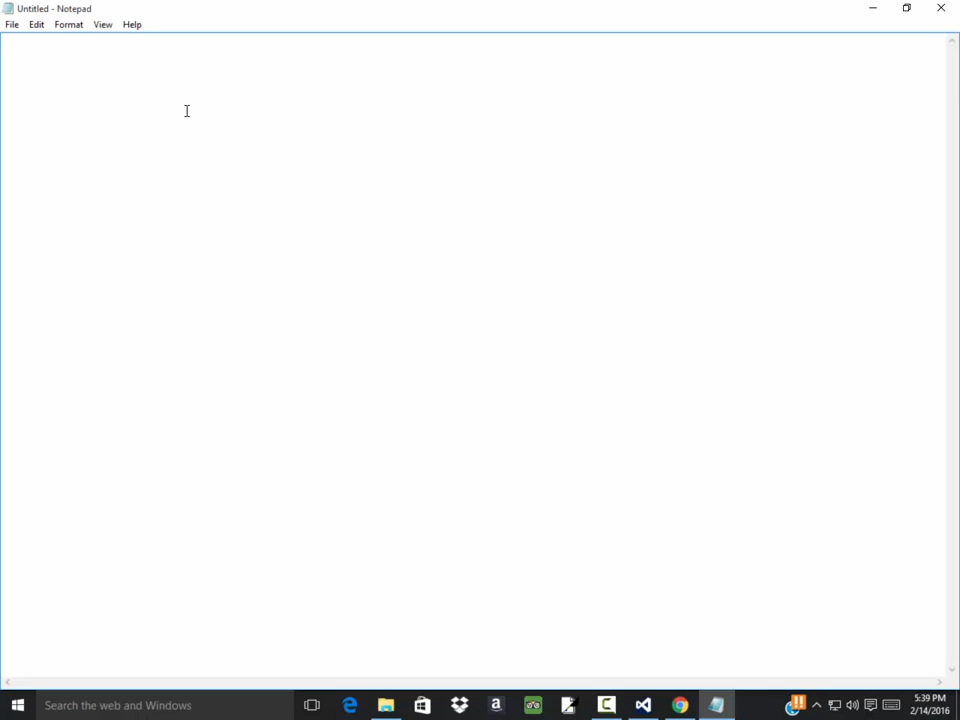 Untitled - Notepad
File Edit Format View Help
Search the web and Windows
a
5:39 PM
2/14/2016